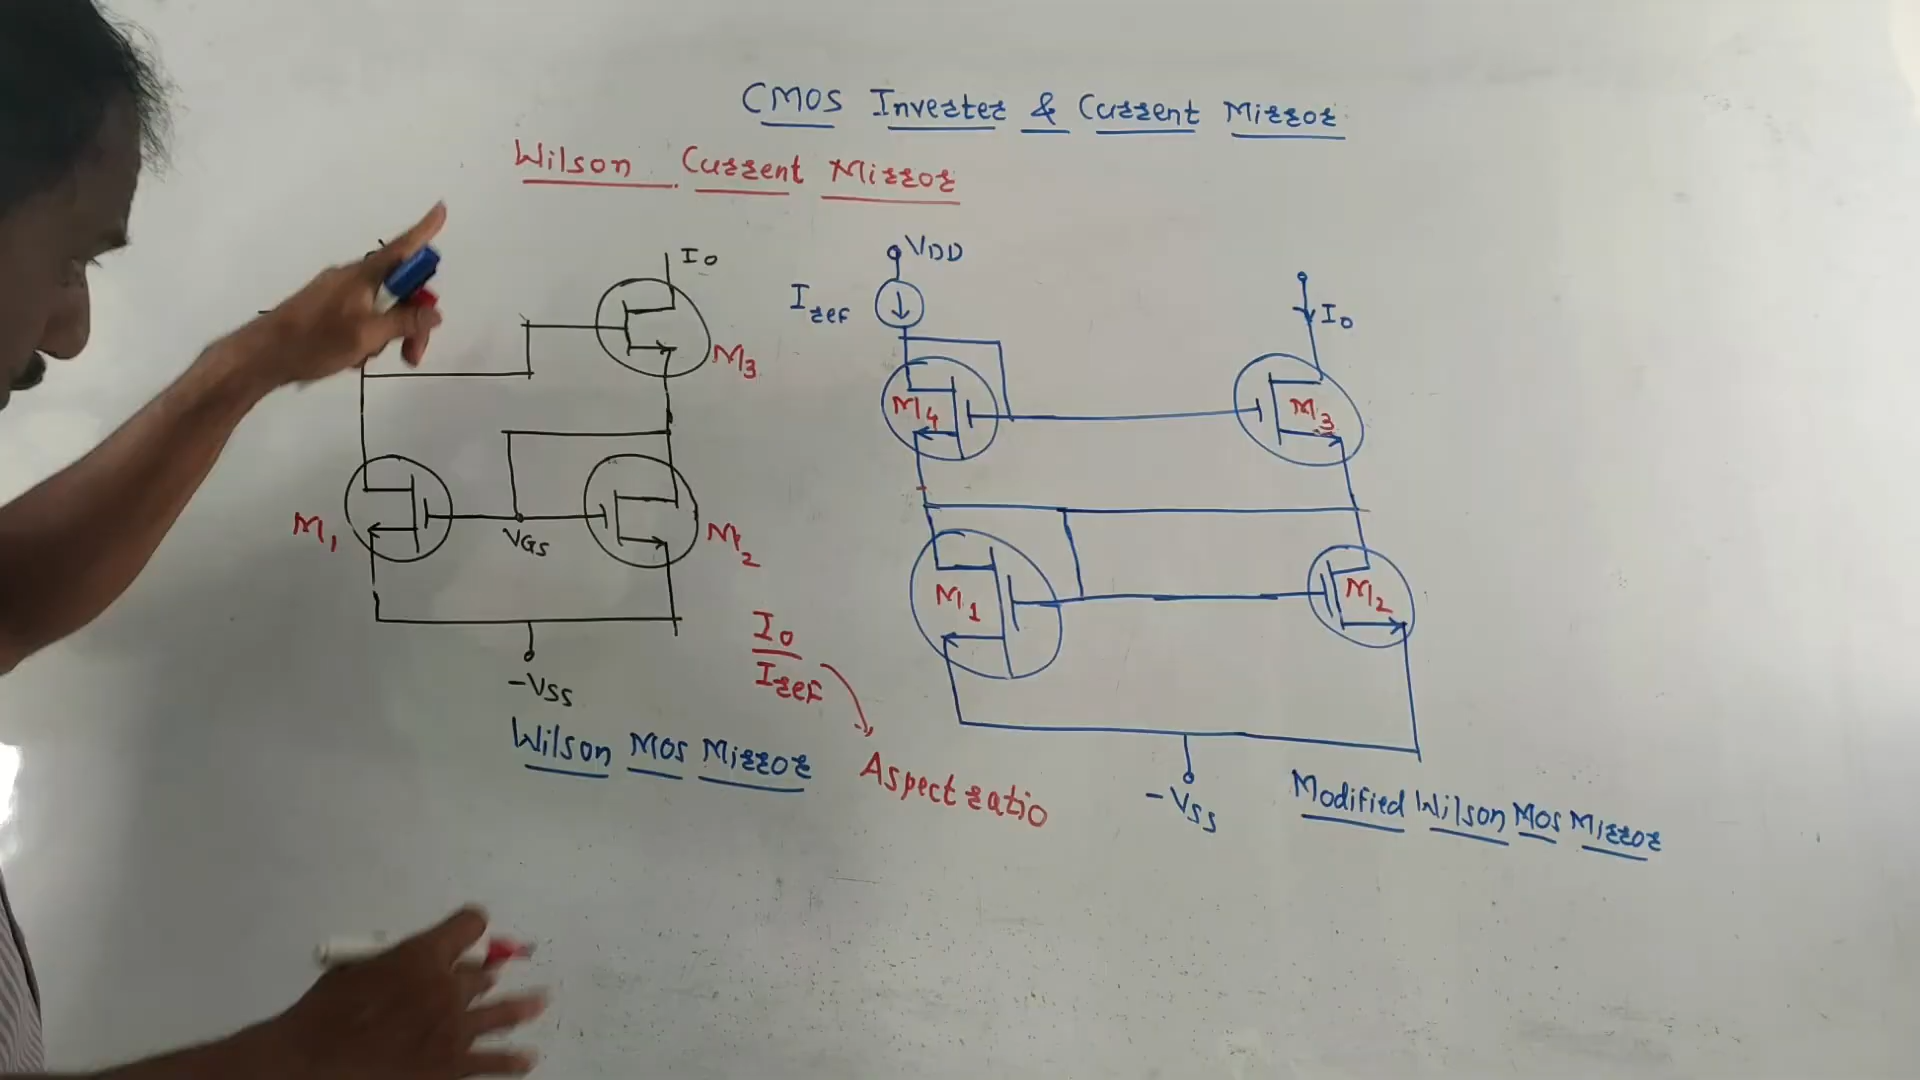 CMOS Inverter & Current Mirror
Wilson Current Mirror
Io
M3
M1
VGS
M2
-VSS
Wilson MOS Mirror
Io
Iref
Aspect ratio
VDD
Iref
Io
M4
M3
M1
M2
-VSS
Modified Wilson MOS Mirror